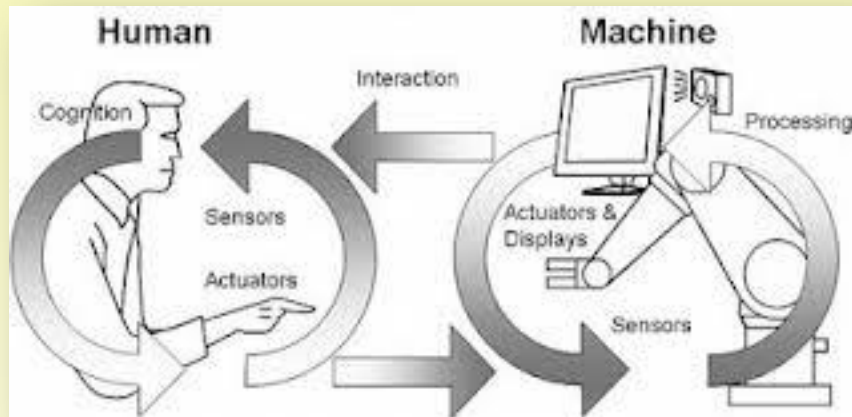 Human
Machine
Interaction
Cognition
Processing
Sensors
Actuators &
Displays
Actuators
Sensors